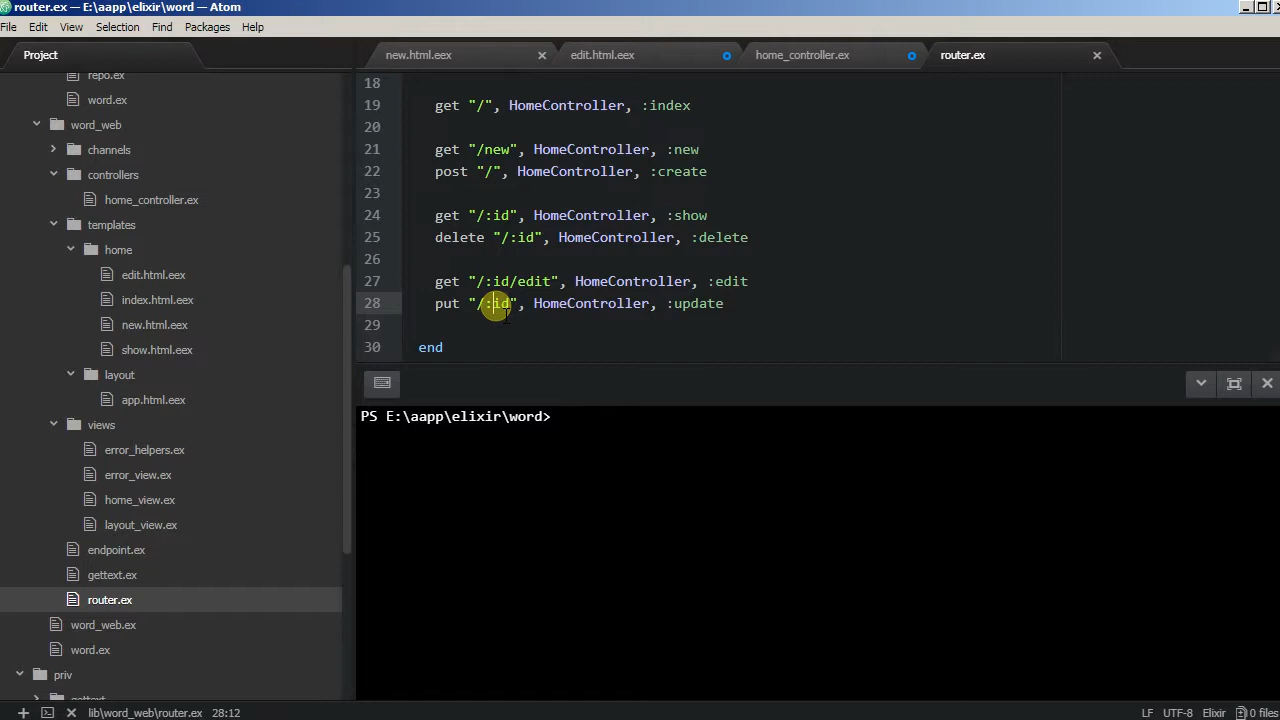 router.ex — E:\aapp\elixir\word — Atom
File Edit View Selection Find Packages Help
Project
new.html.eex
edit.html.eex
home_controller.ex
router.ex
repo.ex
word.ex
word_web
channels
controllers
home_controller.ex
templates
home
edit.html.eex
index.html.eex
new.html.eex
show.html.eex
layout
app.html.eex
views
error_helpers.ex
error_view.ex
home_view.ex
layout_view.ex
endpoint.ex
gettext.ex
router.ex
word_web.ex
word.ex
priv
gettext
18
19 get "/", HomeController, :index
20
21 get "/new", HomeController, :new
22 post "/", HomeController, :create
23
24 get "/:id", HomeController, :show
25 delete "/:id", HomeController, :delete
26
27 get "/:id/edit", HomeController, :edit
28 put "/:id", HomeController, :update
29
30 end
PS E:\aapp\elixir\word>
lib\word_web\router.ex 28:12
LF UTF-8 Elixir 10 files